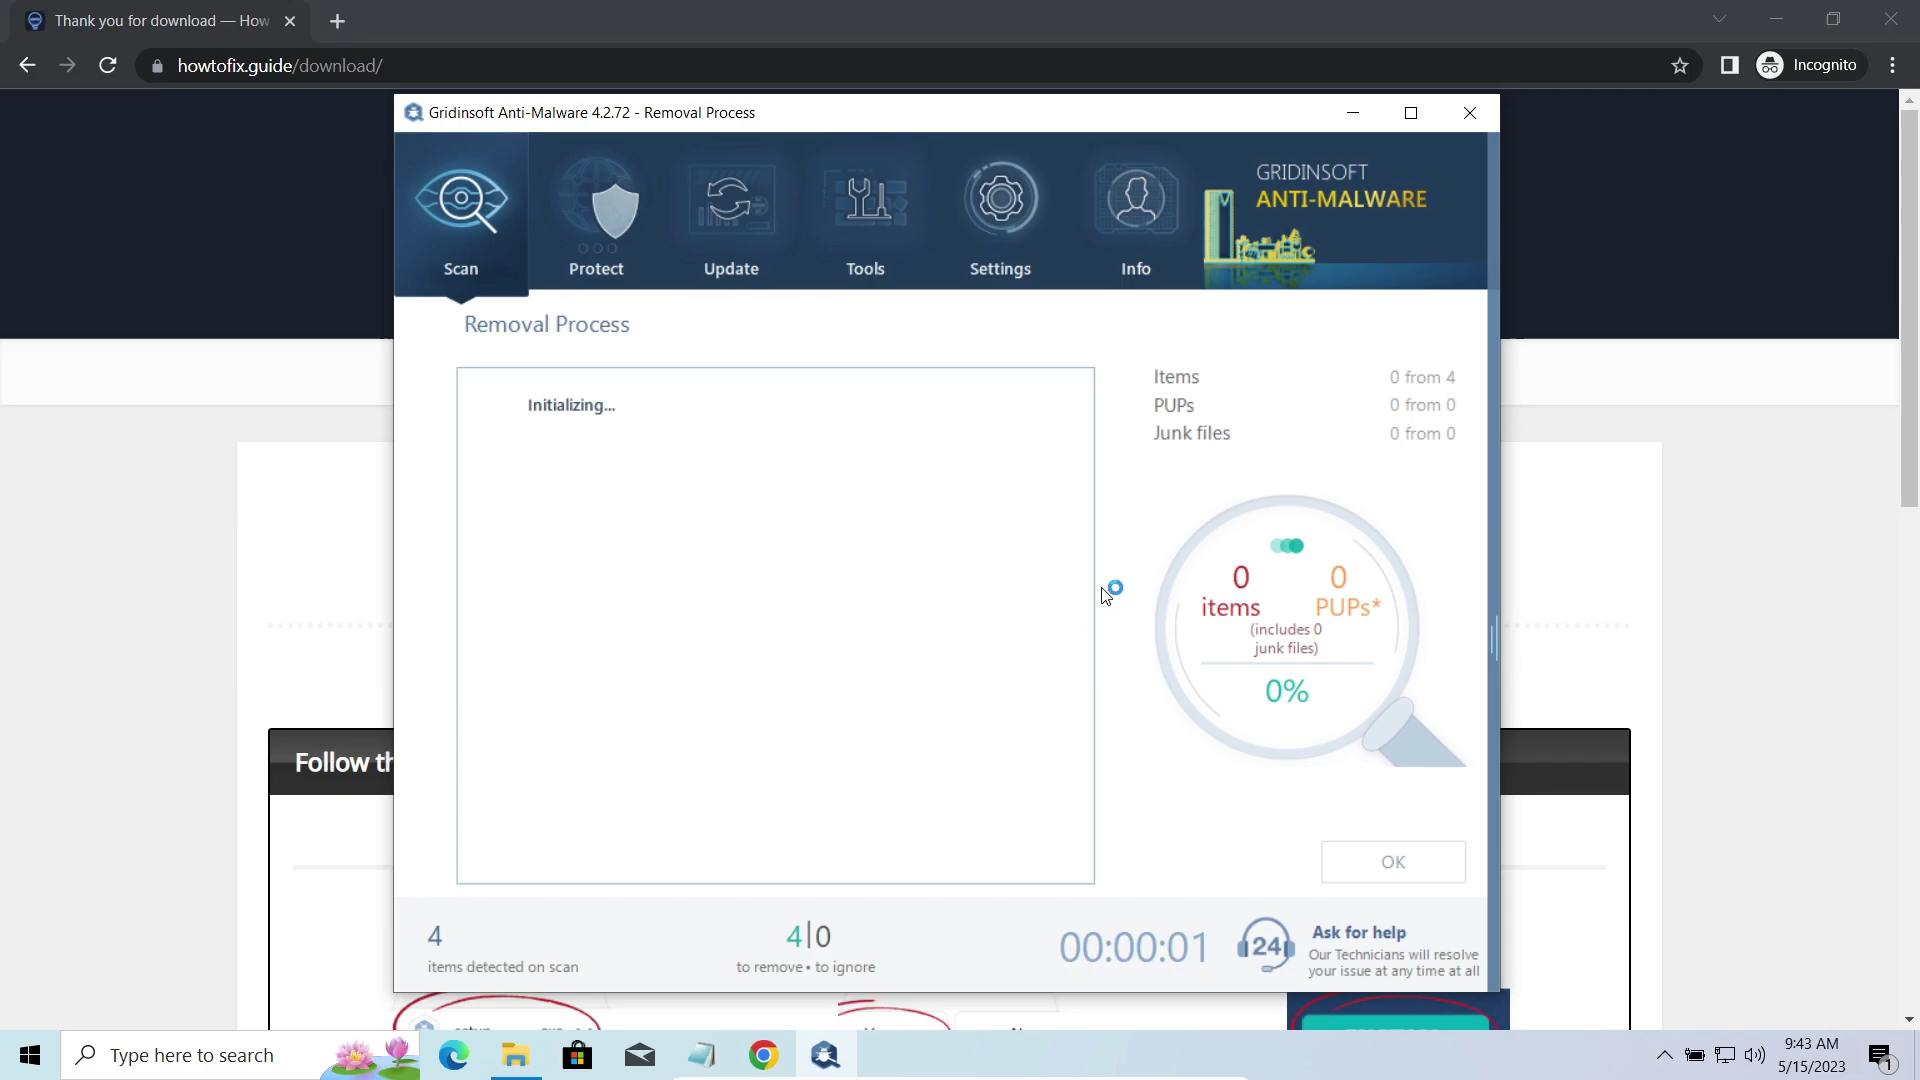 Thank you for download — How
howtofix.guide/download/
Incognito
Gridinsoft Anti-Malware 4.2.72 - Removal Process
GRIDINSOFT
ANTI-MALWARE
Scan
Protect
Update
Tools
Settings
Info
Removal Process
Initializing...
Items 0 from 4
PUPs 0 from 0
Junk files 0 from 0
0 0
items PUPs*
(includes 0
junk files)
0%
Follow th
OK
4
items detected on scan
4|0
to remove • to ignore
00:00:01
24
Ask for help
Our Technicians will resolve
your issue at any time at all
Type here to search
9:43 AM
5/15/2023
1